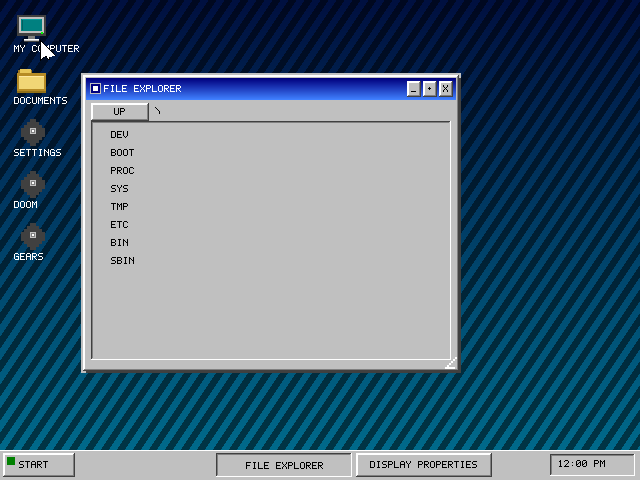 MY COMPUTER
DOCUMENTS
SETTINGS
DOOM
GEARS
FILE EXPLORER
UP \
DEV
BOOT
PROC
SYS
TMP
ETC
BIN
SBIN
START
FILE EXPLORER
DISPLAY PROPERTIES
12:00 PM